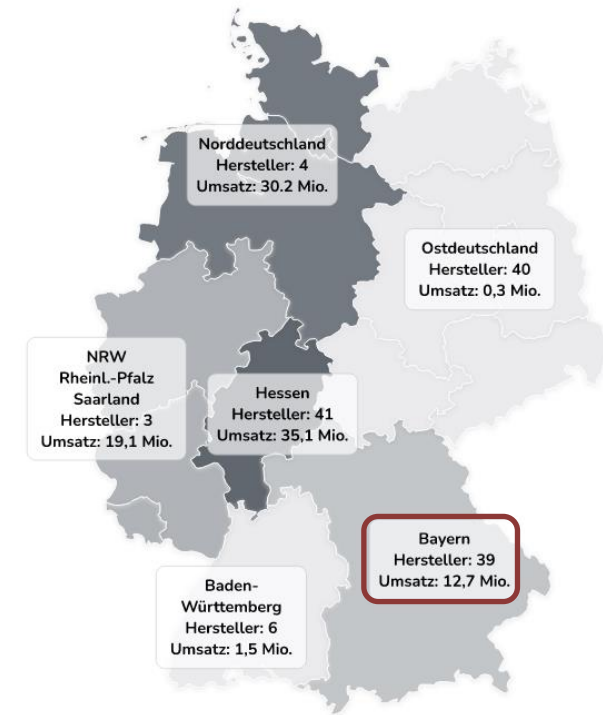 Norddeutschland
Hersteller: 4
Umsatz: 30.2 Mio.
Ostdeutschland
Hersteller: 40
Umsatz: 0,3 Mio.
NRW
Rheinl.-Pfalz
Saarland
Hersteller: 3
Umsatz: 19,1 Mio.
Hessen
Hersteller: 41
Umsatz: 35,1 Mio.
Bayern
Hersteller: 39
Umsatz: 12,7 Mio.
Baden-
Württemberg
Hersteller: 6
Umsatz: 1,5 Mio.